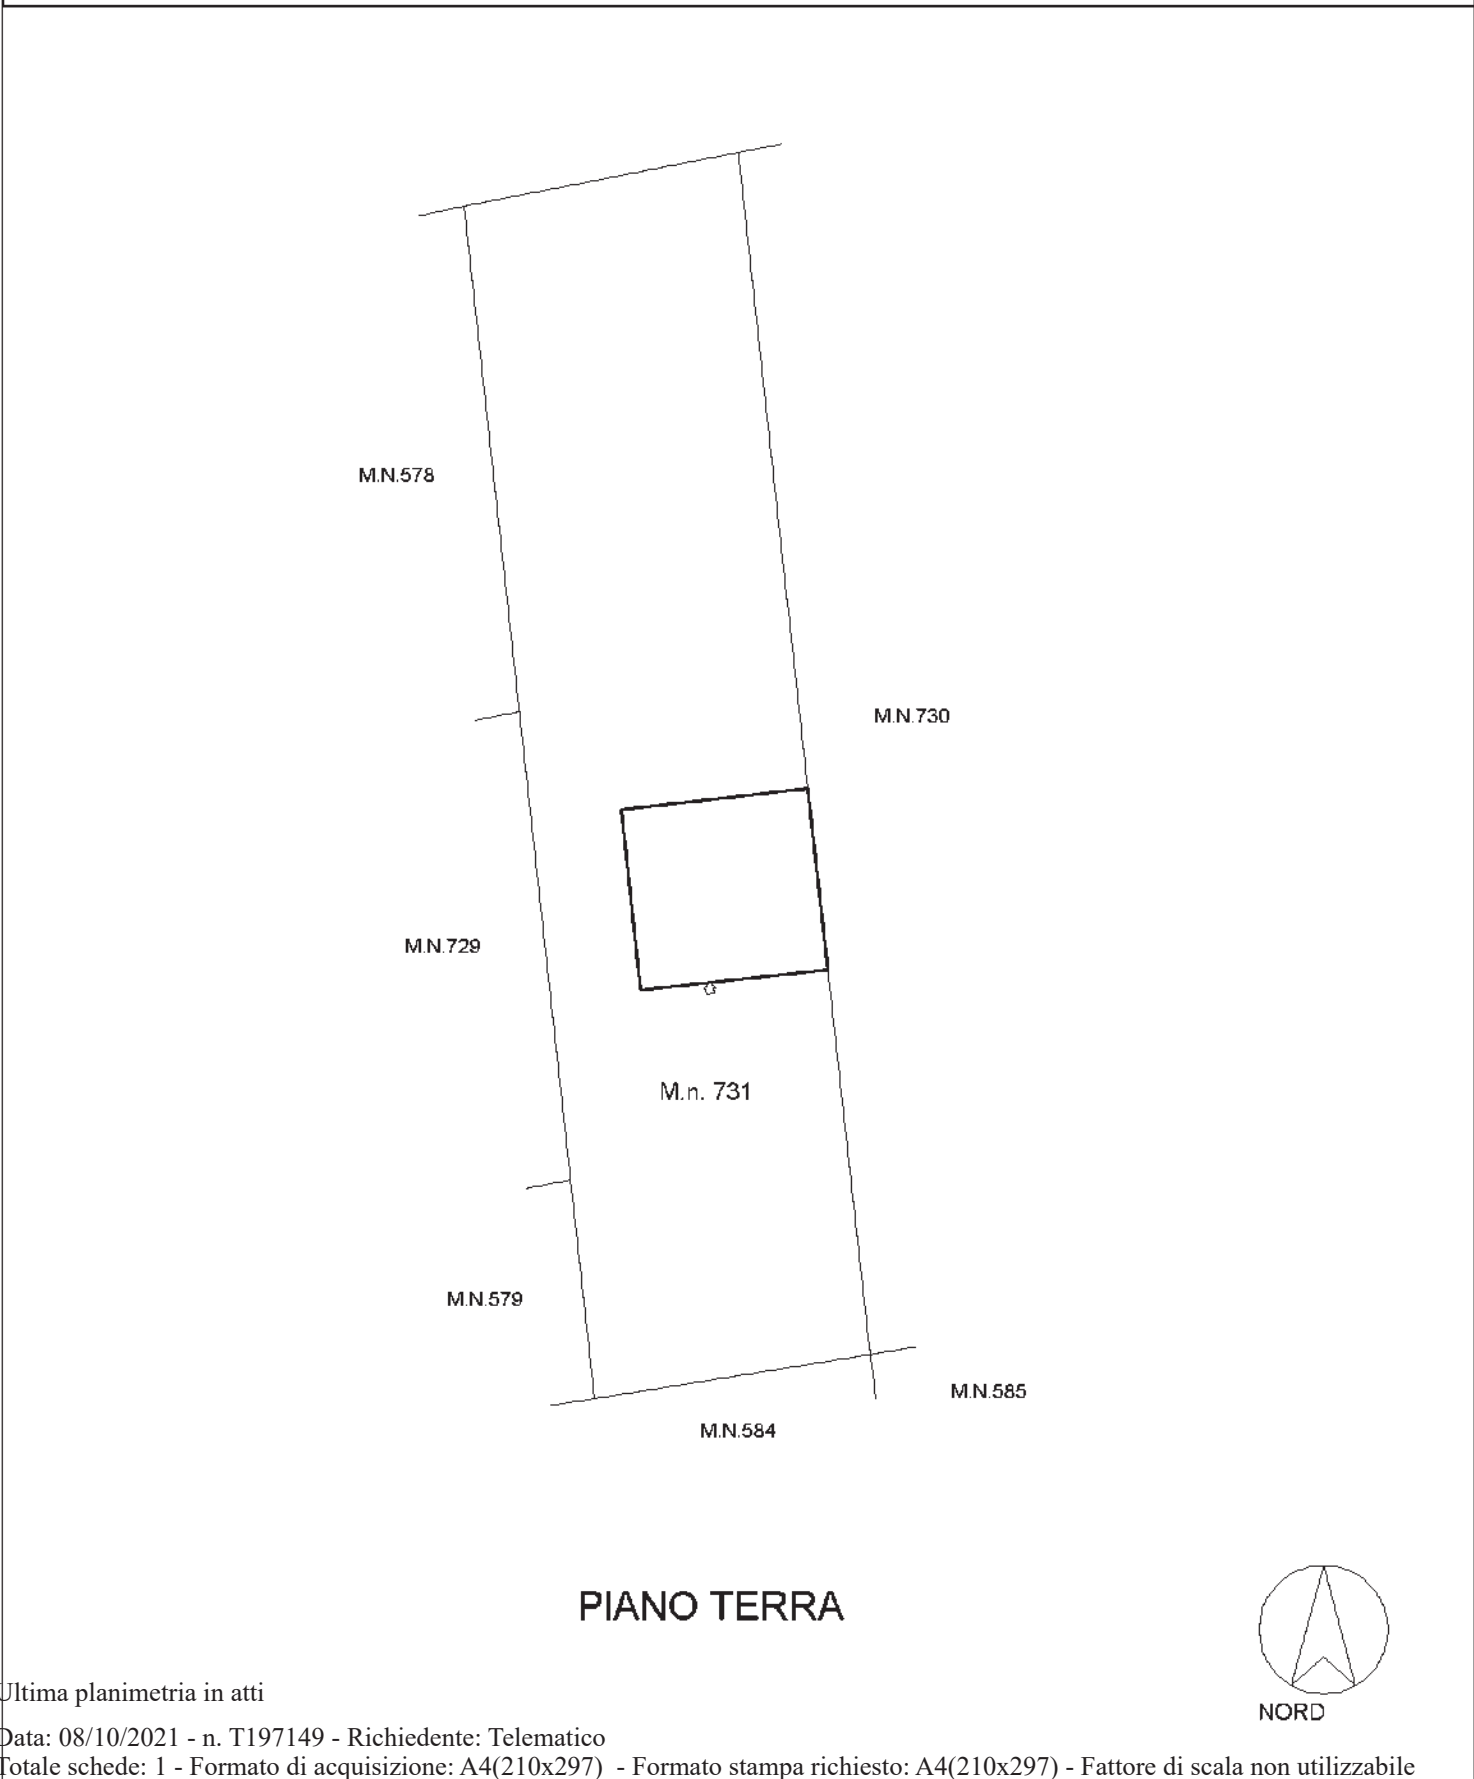 M.N.578
M.N.730
M.N.729
M.n. 731
M.N.579
M.N.585
M.N.584
PIANO TERRA
NORD
Ultima planimetria in atti
Data: 08/10/2021 - n. T197149 - Richiedente: Telematico
Totale schede: 1 - Formato di acquisizione: A4(210x297) - Formato stampa richiesto: A4(210x297) - Fattore di scala non utilizzabile